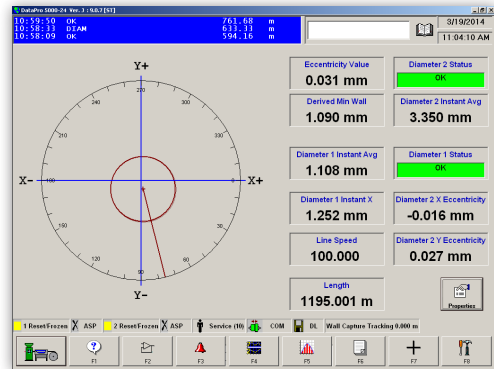 DataPro 5000-24 Ver. 7 : 9.0.7 [ST]
10:59:50 OK 761.68 m
10:58:33 DIAM 633.33 m
10:58:09 OK 594.16 m
3/19/2014
11:04:10 AM
Y+
270
240
300
210
330
X-
180
0
X+
150
30
120
60
90
Y-
Eccentricity Value
0.031 mm
Diameter 2 Status
OK
Derived Min Wall
1.090 mm
Diameter 2 Instant Avg
3.350 mm
Diameter 1 Instant Avg
1.108 mm
Diameter 1 Status
OK
Diameter 1 Instant X
1.252 mm
Diameter 2 X Eccentricity
-0.016 mm
Line Speed
100.000
Diameter 2 Y Eccentricity
0.027 mm
Length
1195.001 m
Properties
1 Reset/Frozen ASP 2 Reset/Frozen ASP Service (10) COM DL Wall Capture Tracking 0.000 m
F1 F2 F3 F4 F5 F6 F7 F8